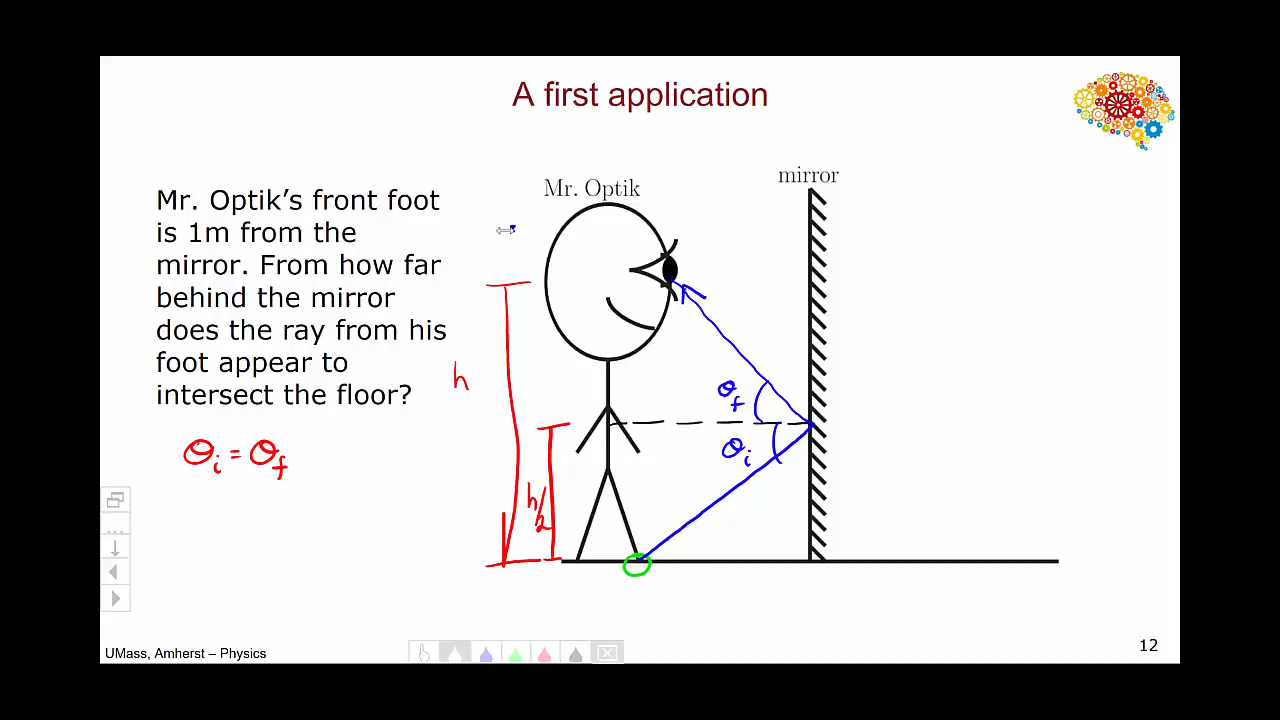 A first application
Mr. Optik’s front foot
is 1m from the
mirror. From how far
behind the mirror
does the ray from his
foot appear to
intersect the floor?
θi = θf
Mr. Optik
mirror
h
h/2
θf
θi
UMass, Amherst – Physics
12